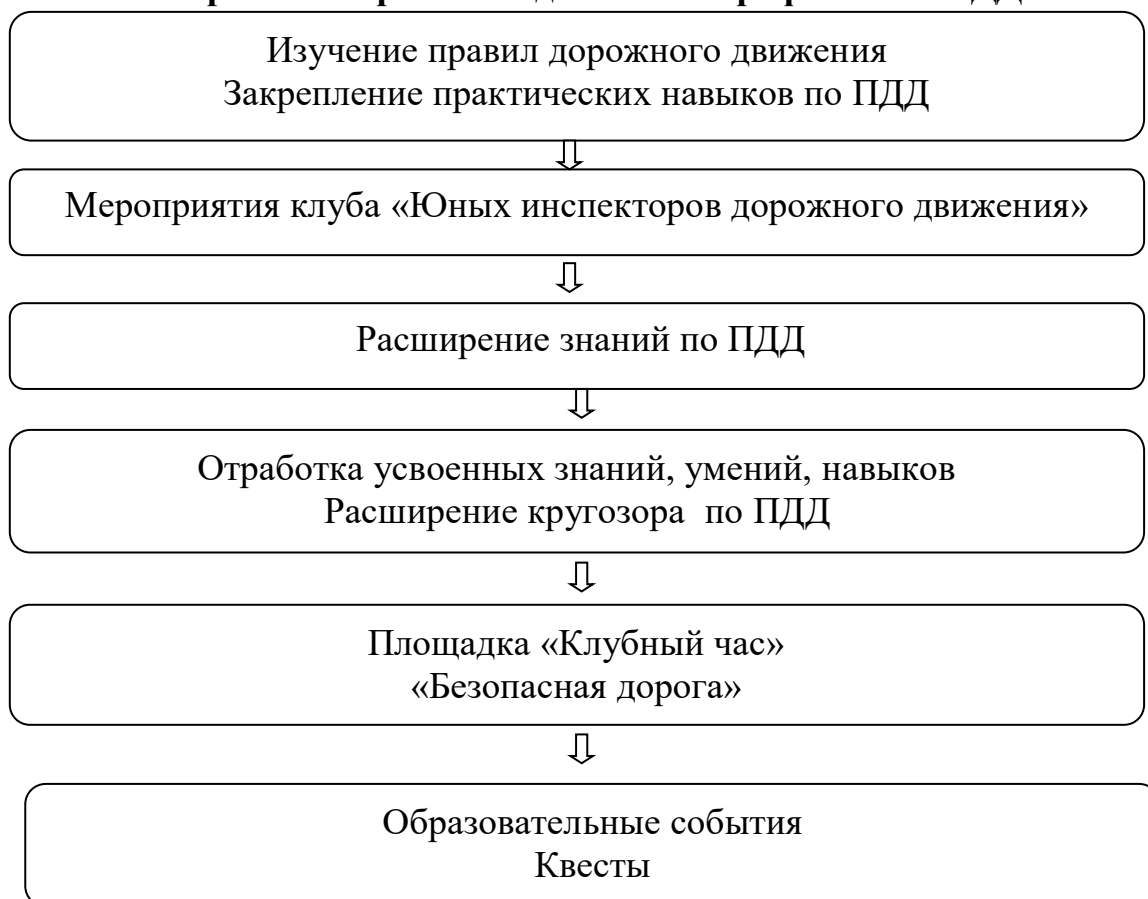 Изучение правил дорожного движения
Закрепление практических навыков по ПДД
Мероприятия клуба «Юных инспекторов дорожного движения»
Расширение знаний по ПДД
Отработка усвоенных знаний, умений, навыков
Расширение кругозора по ПДД
Площадка «Клубный час»
«Безопасная дорога»
Образовательные события
Квесты